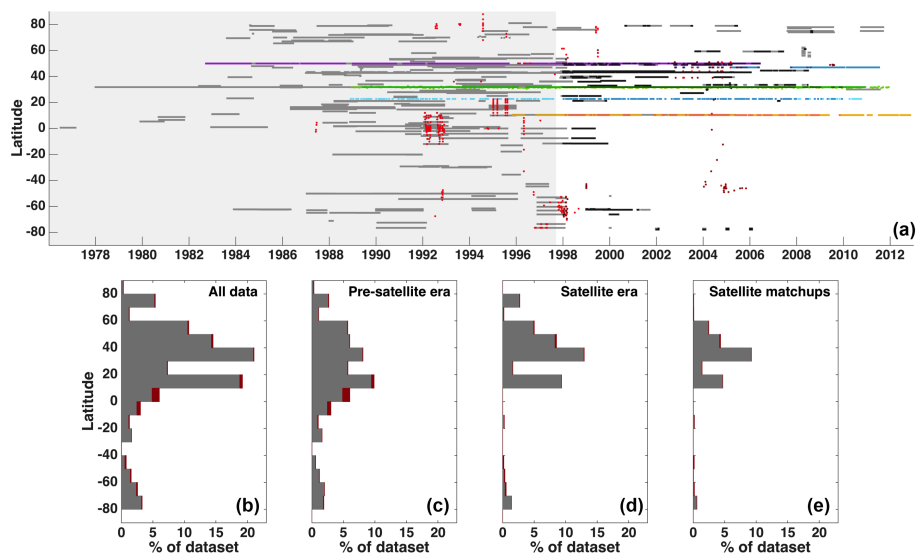 80
60
40
20
0
-20
-40
-60
-80
Latitude
(a)
1978 1980 1982 1984 1986 1988 1990 1992 1994 1996 1998 2000 2002 2004 2006 2008 2010 2012
All data Pre-satellite era Satellite era Satellite matchups
80
60
40
20
0
-20
-40
-60
-80
Latitude
(b) (c) (d) (e)
0 5 10 15 20 0 5 10 15 20 0 5 10 15 20 0 5 10 15 20
% of dataset % of dataset % of dataset % of dataset